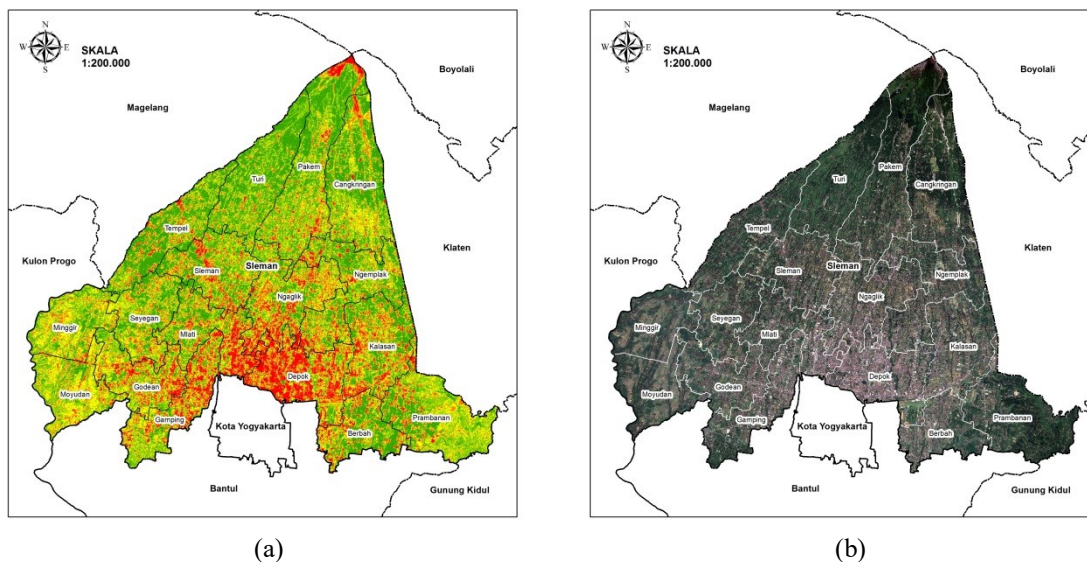 N
W E
S
SKALA
1:200.000
Boyolali
Magelang
Pakem
Turi
Cangkringan
Tempel
Klaten
Kulon Progo
Sleman
Sleman
Ngemplak
Ngaglik
Seyegan
Minggir
Mlati
Kalasan
Depok
Godean
Moyudan
Prambanan
Gamping
Kota Yogyakarta
Berbah
Bantul
Gunung Kidul
(a)
N
W E
S
SKALA
1:200.000
Boyolali
Magelang
Pakem
Turi
Cangkringan
Tempel
Klaten
Kulon Progo
Sleman
Sleman
Ngemplak
Ngaglik
Seyegan
Minggir
Mlati
Kalasan
Depok
Godean
Moyudan
Prambanan
Gamping
Kota Yogyakarta
Berbah
Bantul
Gunung Kidul
(b)